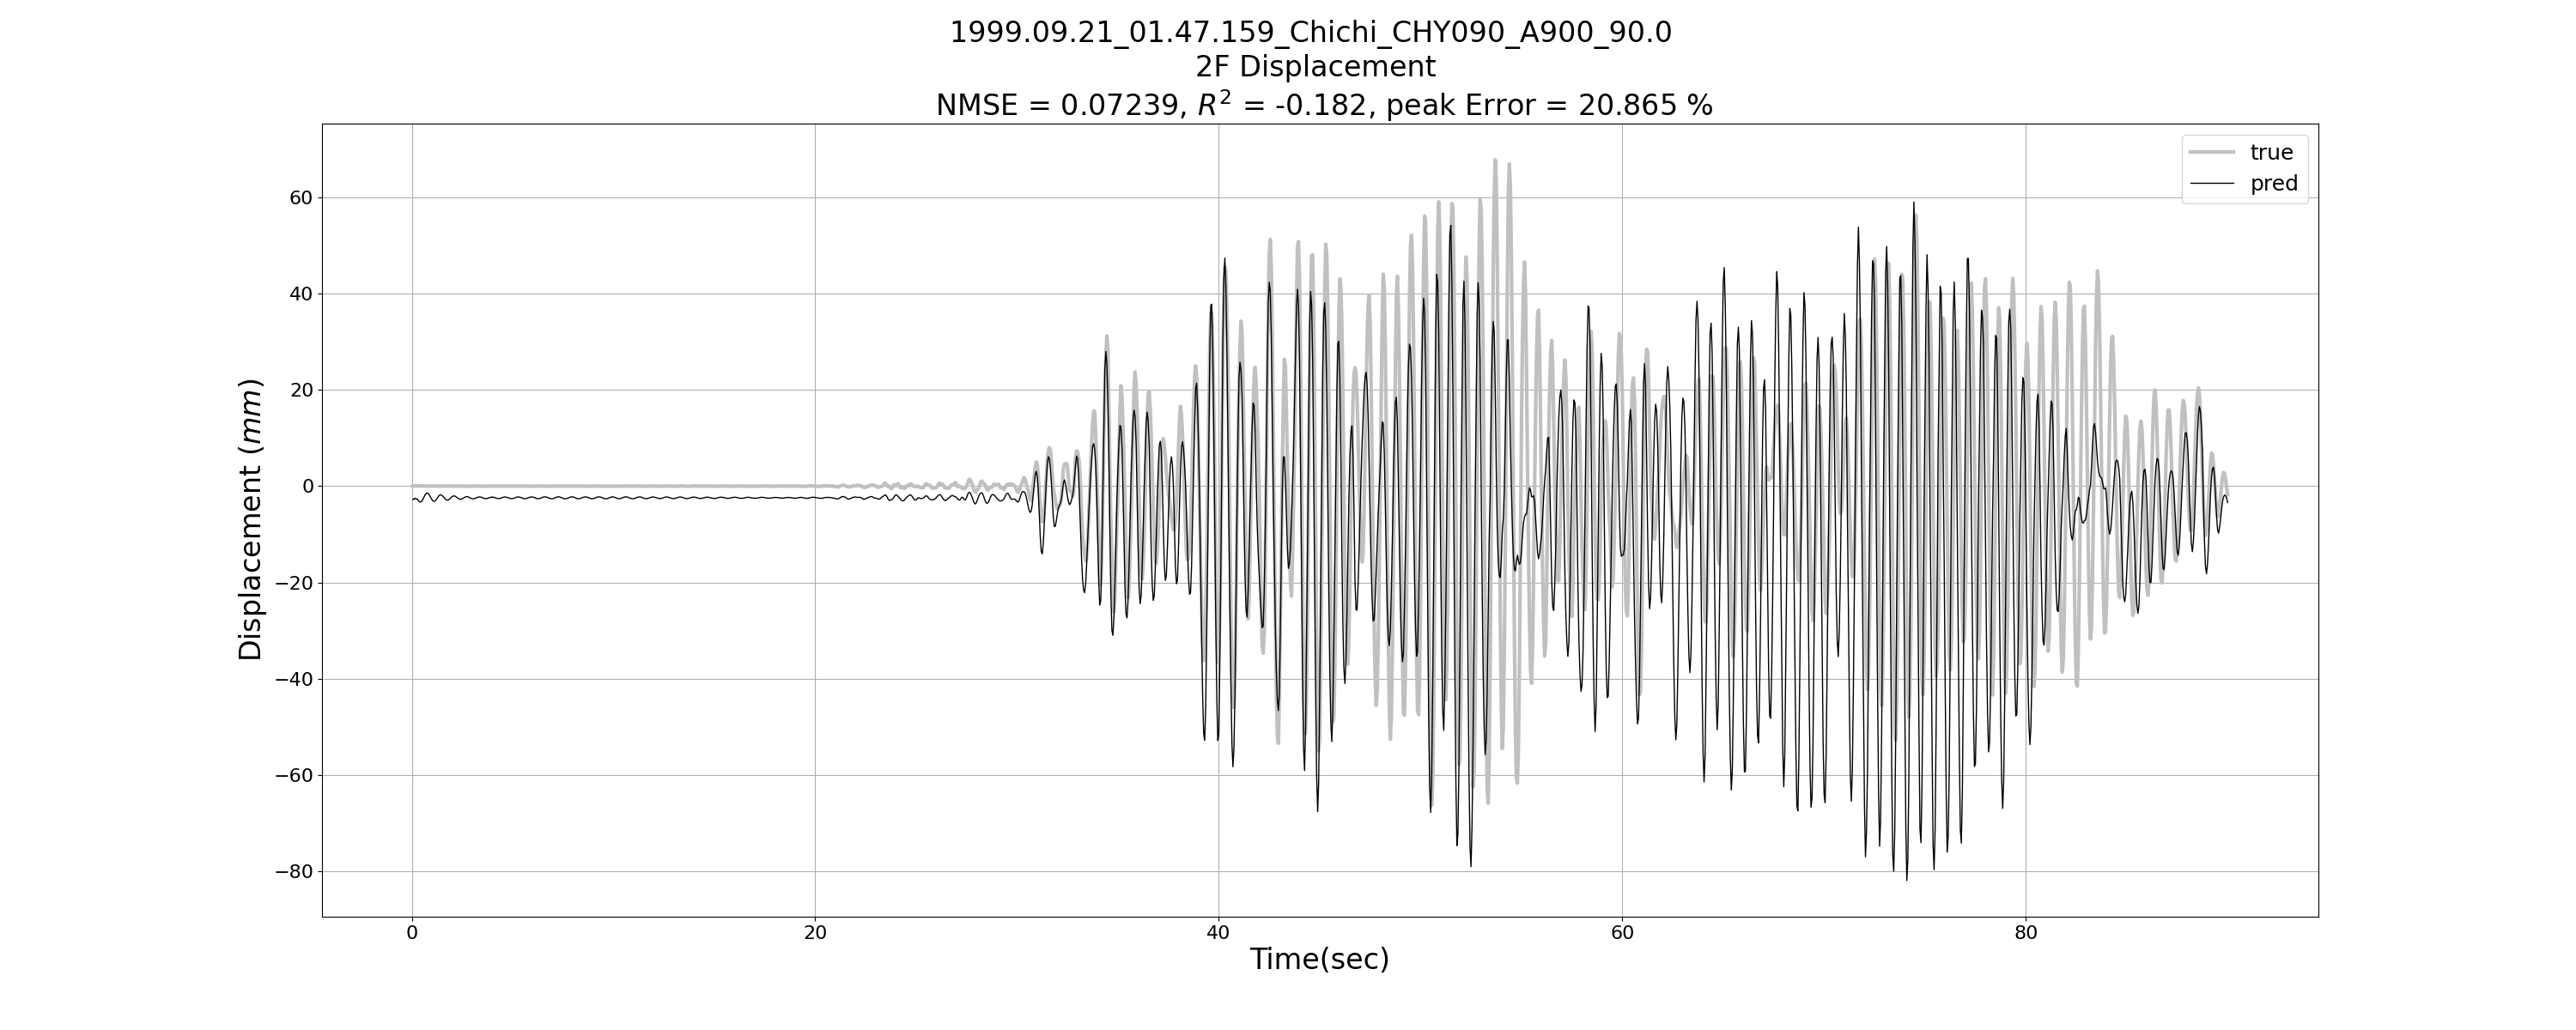 1999.09.21_01.47.159_Chichi_CHY090_A900_90.0
2F Displacement
NMSE = 0.07239, R² = -0.182, peak Error = 20.865 %
true
pred
60
40
20
0
−20
−40
−60
−80
Displacement (mm)
0 20 40 60 80
Time(sec)